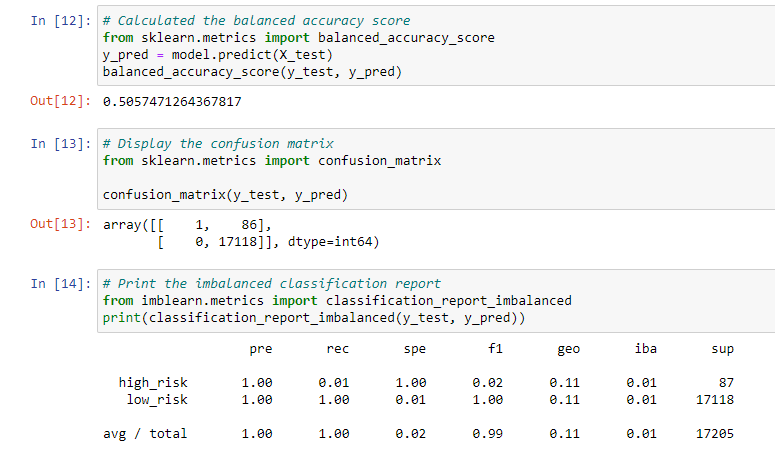 In [12]: # Calculated the balanced accuracy score
from sklearn.metrics import balanced_accuracy_score
y_pred = model.predict(X_test)
balanced_accuracy_score(y_test, y_pred)
Out[12]: 0.5057471264367817
In [13]: # Display the confusion matrix
from sklearn.metrics import confusion_matrix
confusion_matrix(y_test, y_pred)
Out[13]: array([[    1,    86],
       [    0, 17118]], dtype=int64)
In [14]: # Print the imbalanced classification report
from imblearn.metrics import classification_report_imbalanced
print(classification_report_imbalanced(y_test, y_pred))
pre rec spe f1 geo iba sup
high_risk 1.00 0.01 1.00 0.02 0.11 0.01 87
low_risk 1.00 1.00 0.01 1.00 0.11 0.01 17118
avg / total 1.00 1.00 0.02 0.99 0.11 0.01 17205